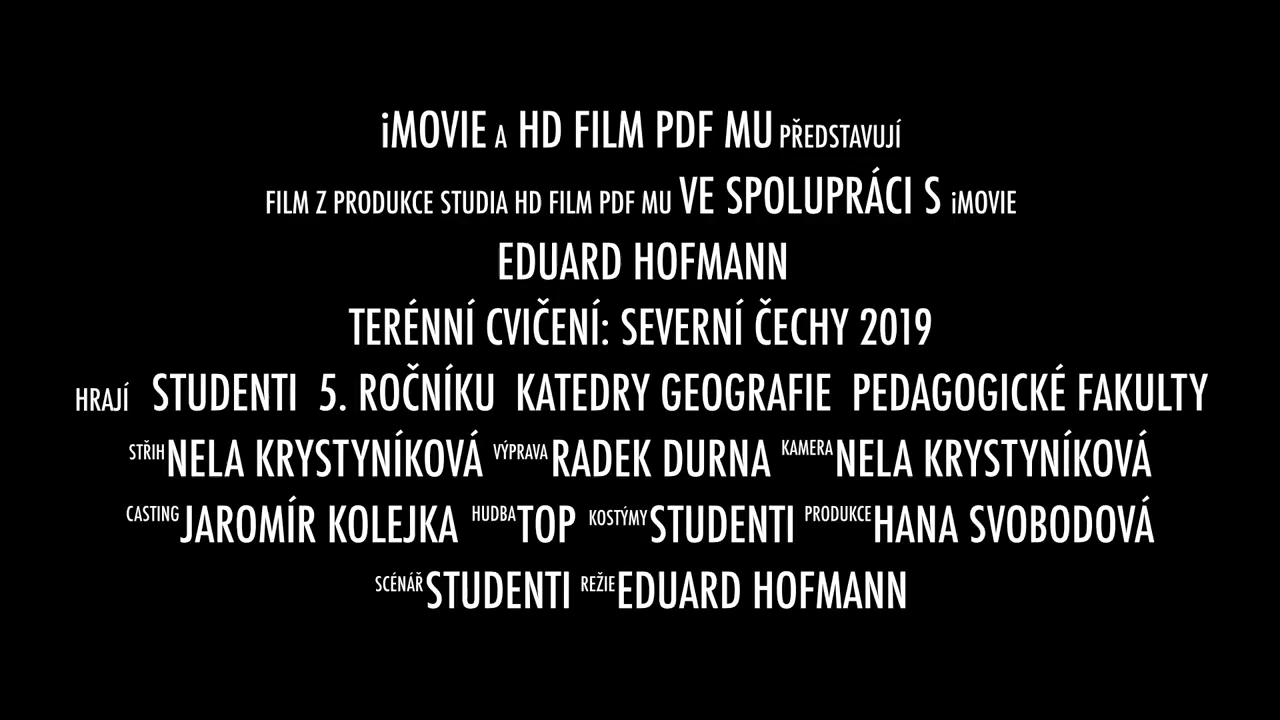 iMOVIE A HD FILM PDF MU PŘEDSTAVUJÍ
FILM Z PRODUKCE STUDIA HD FILM PDF MU VE SPOLUPRÁCI S iMOVIE
EDUARD HOFMANN
TERÉNNÍ CVIČENÍ: SEVERNÍ ČECHY 2019
HRAJÍ STUDENTI 5. ROČNÍKU KATEDRY GEOGRAFIE PEDAGOGICKÉ FAKULTY
STŘIH NELA KRYSTYNÍKOVÁ VÝPRAVA RADEK DURNA KAMERA NELA KRYSTYNÍKOVÁ
CASTING JAROMÍR KOLEJKA HUDBA TOP KOSTÝMY STUDENTI PRODUKCE HANA SVOBODOVÁ
SCÉNÁŘ STUDENTI REŽIE EDUARD HOFMANN